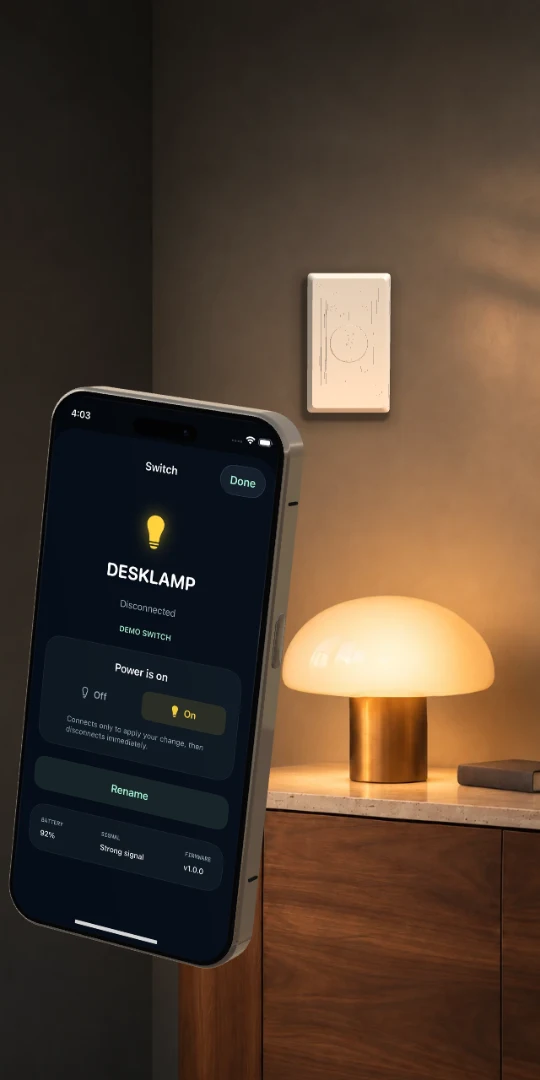 4:03
Switch
Done
DESKLAMP
Disconnected
DEMO SWITCH
Power is on
Off
On
Connects only to apply your change, then
disconnects immediately.
Rename
BATTERY
92%
SIGNAL
Strong signal
FIRMWARE
v1.0.0